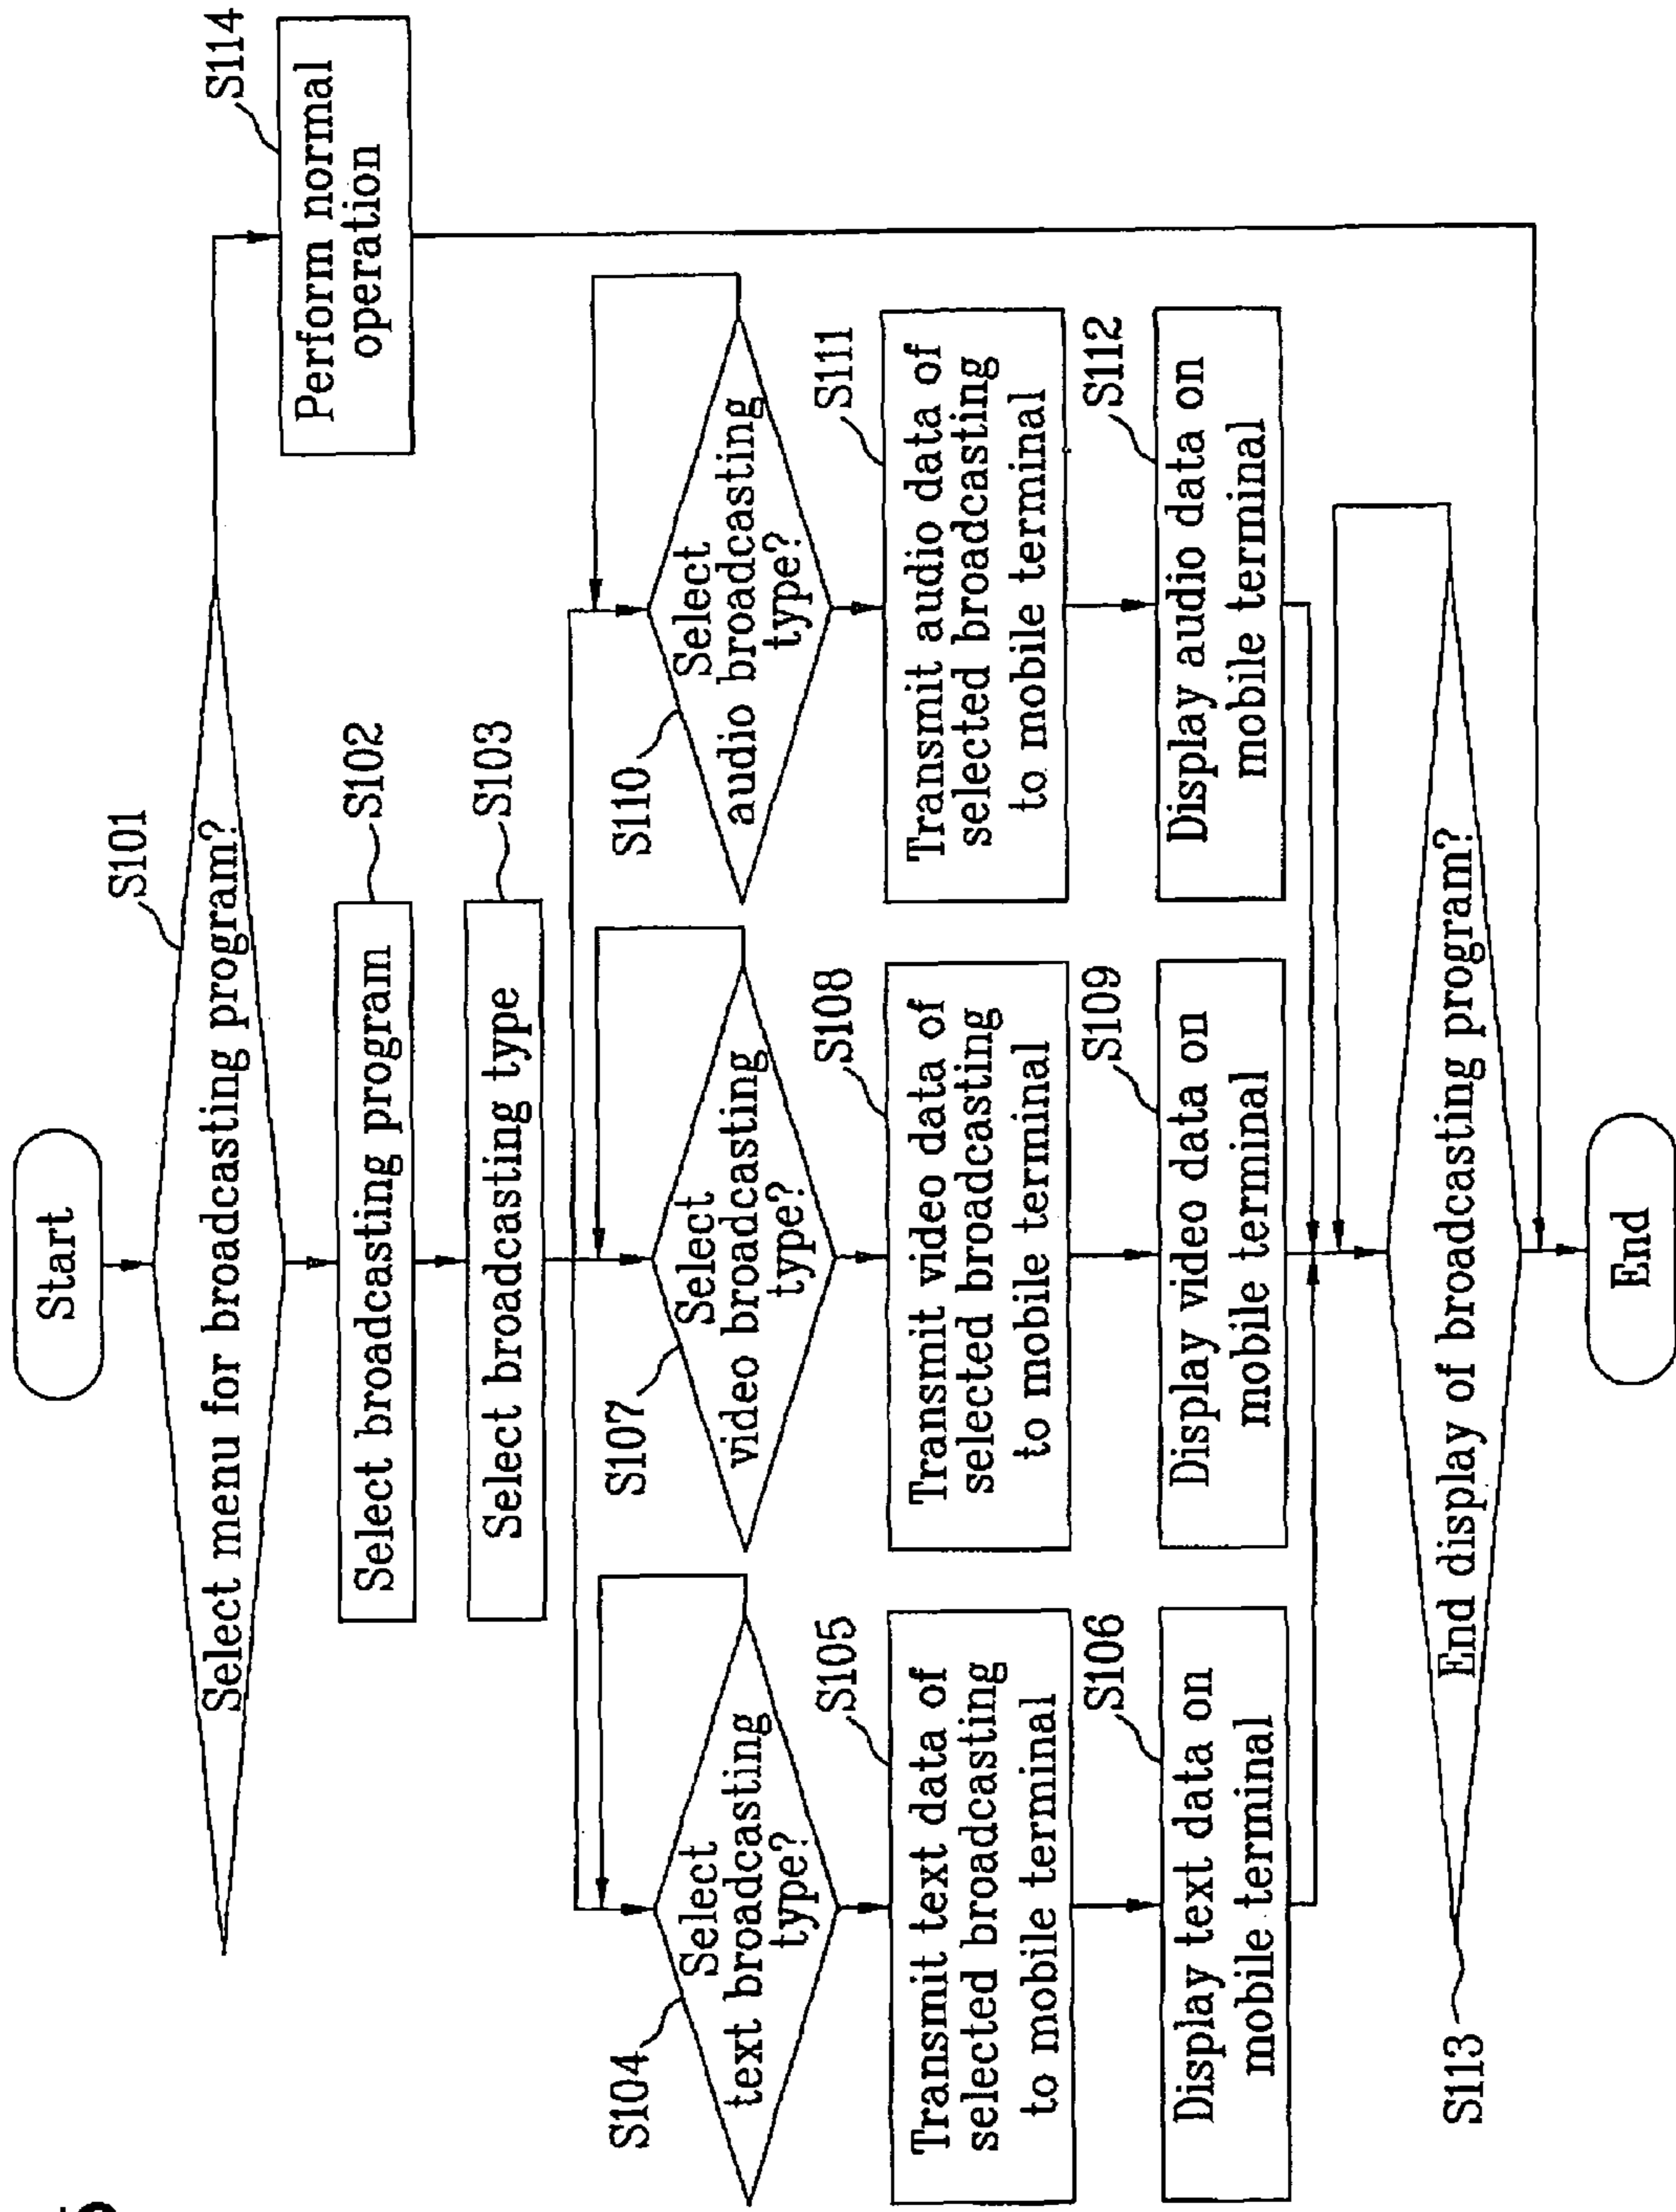 Start
S101
Select menu for broadcasting program?
S114
Perform normal
operation
Select broadcasting program
S102
Select broadcasting type
S103
S104
Select
text broadcasting
type?
S107
Select
video broadcasting
type?
S110
Select
audio broadcasting
type?
S105
Transmit text data of
selected broadcasting
to mobile terminal
S108
Transmit video data of
selected broadcasting
to mobile terminal
S111
Transmit audio data of
selected broadcasting
to mobile terminal
S106
Display text data on
mobile terminal
S109
Display video data on
mobile terminal
S112
Display audio data on
mobile terminal
S113
End display of broadcasting program?
End